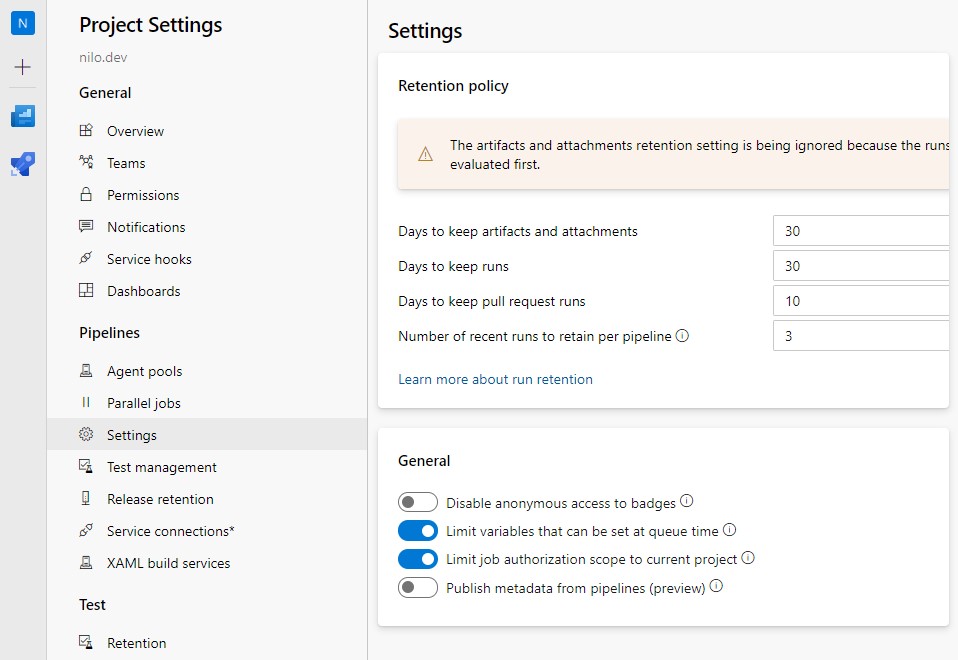 N
Project Settings
nilo.dev
General
Overview
Teams
Permissions
Notifications
Service hooks
Dashboards
Pipelines
Agent pools
Parallel jobs
Settings
Test management
Release retention
Service connections*
XAML build services
Test
Retention
Settings
Retention policy
The artifacts and attachments retention setting is being ignored because the runs
evaluated first.
Days to keep artifacts and attachments 30
Days to keep runs 30
Days to keep pull request runs 10
Number of recent runs to retain per pipeline 3
Learn more about run retention
General
Disable anonymous access to badges
Limit variables that can be set at queue time
Limit job authorization scope to current project
Publish metadata from pipelines (preview)